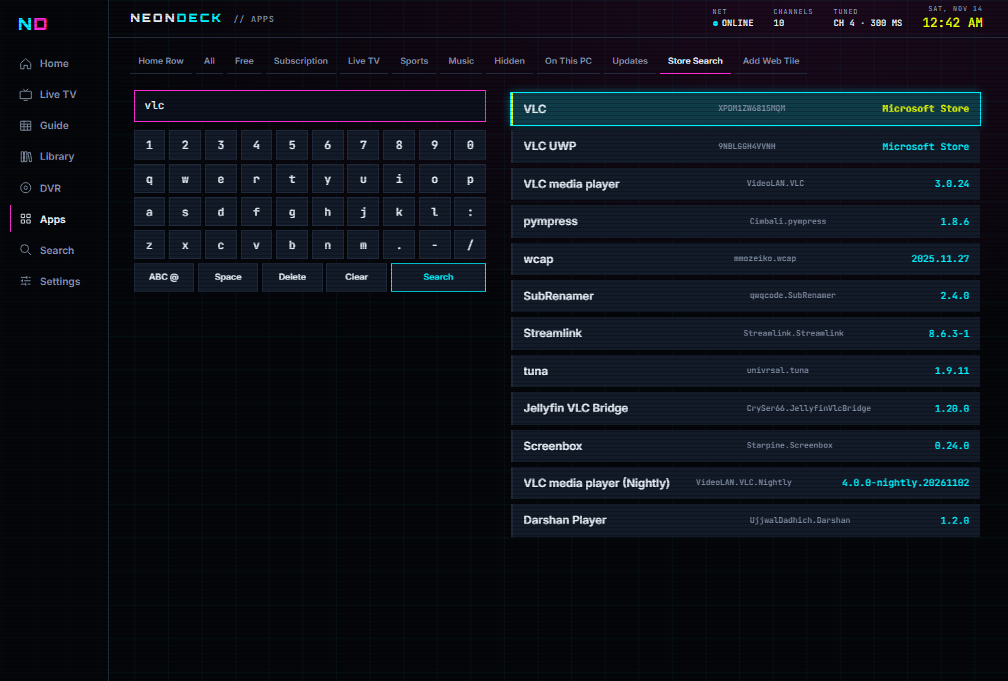 ND
NEONDECK // APPS
NET
ONLINE
CHANNELS
10
TUNED
CH 4 · 300 MS
SAT, NOV 14
12:42 AM
Home
Live TV
Guide
Library
DVR
Apps
Search
Settings
Home Row All Free Subscription Live TV Sports Music Hidden On This PC Updates Store Search Add Web Tile
vlc
1 2 3 4 5 6 7 8 9 0
q w e r t y u i o p
a s d f g h j k l :
z x c v b n m . - /
ABC @ Space Delete Clear Search
VLC XPDM1ZW6815MQM Microsoft Store
VLC UWP 9NBLGGH4VVNH Microsoft Store
VLC media player VideoLAN.VLC 3.0.24
pympress Cimbali.pympress 1.8.6
wcap mmozeiko.wcap 2025.11.27
SubRenamer qwqcode.SubRenamer 2.4.0
Streamlink Streamlink.Streamlink 8.6.3-1
tuna univrsal.tuna 1.9.11
Jellyfin VLC Bridge CrySer66.JellyfinVlcBridge 1.20.0
Screenbox Starpine.Screenbox 0.24.0
VLC media player (Nightly) VideoLAN.VLC.Nightly 4.0.0-nightly.20261102
Darshan Player UjjwalDadhich.Darshan 1.2.0